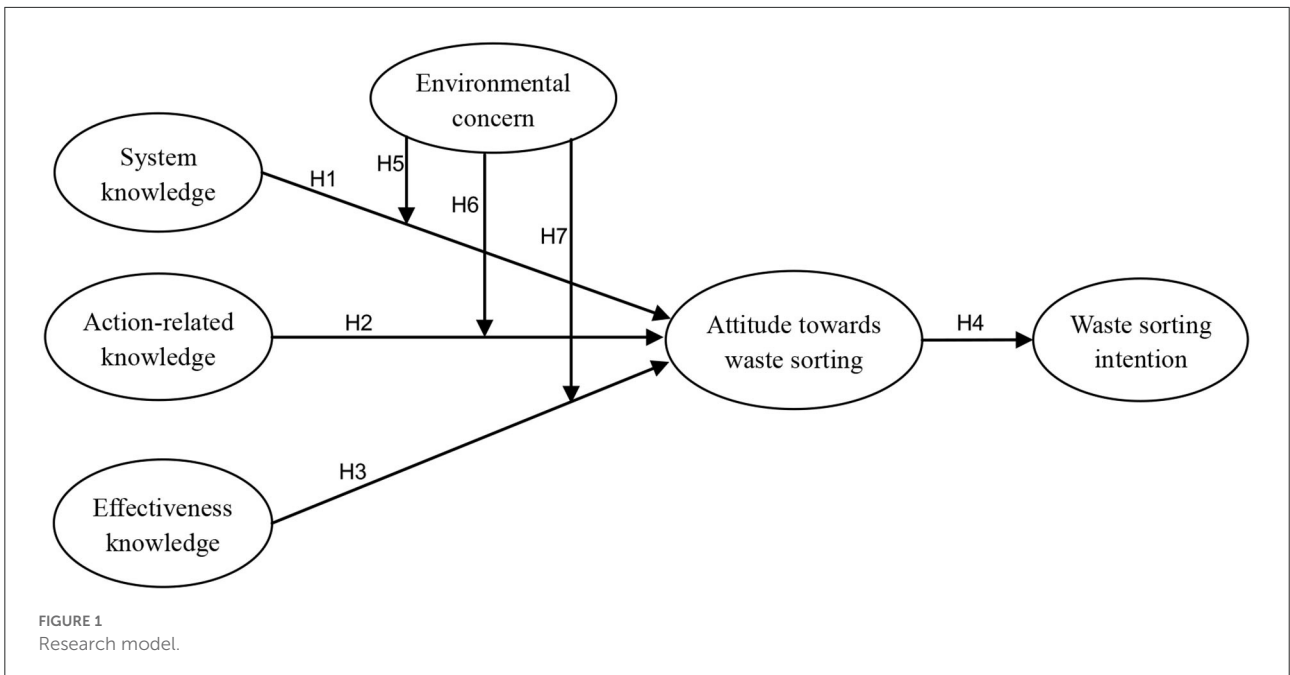 Environmental
concern
System
knowledge
H1
H5
H6
H7
Action-related
knowledge
H2
Attitude towards
waste sorting
H4
Waste sorting
intention
H3
Effectiveness
knowledge
FIGURE 1
Research model.